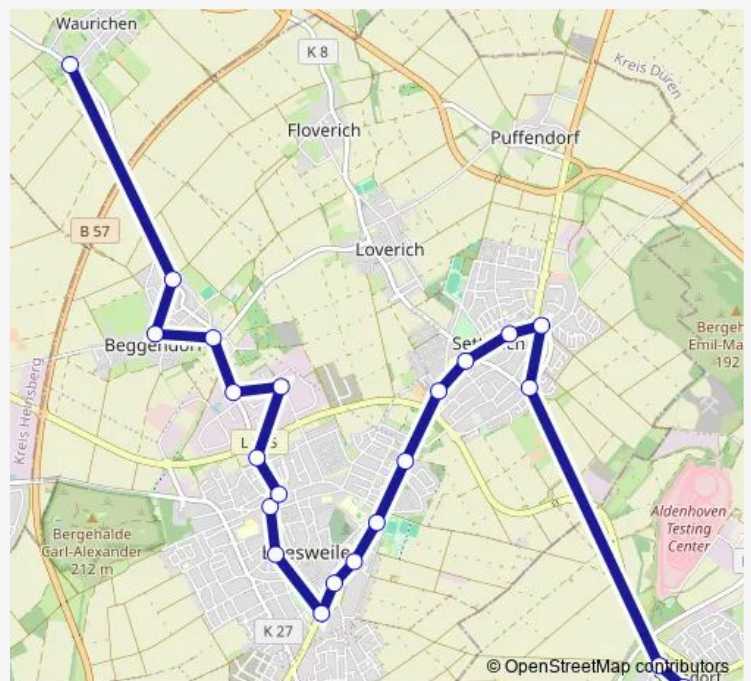 Waurichen
K 8
Kreis Düren
Floverich
Puffendorf
B 57
Loverich
Beggendorf
Kreis Heinsberg
Emil-Ma
192
Aldenhoven
Testing
Center
Bergehalde
Carl-Alexander
212 m
K 27
© OpenStreetMap contributors